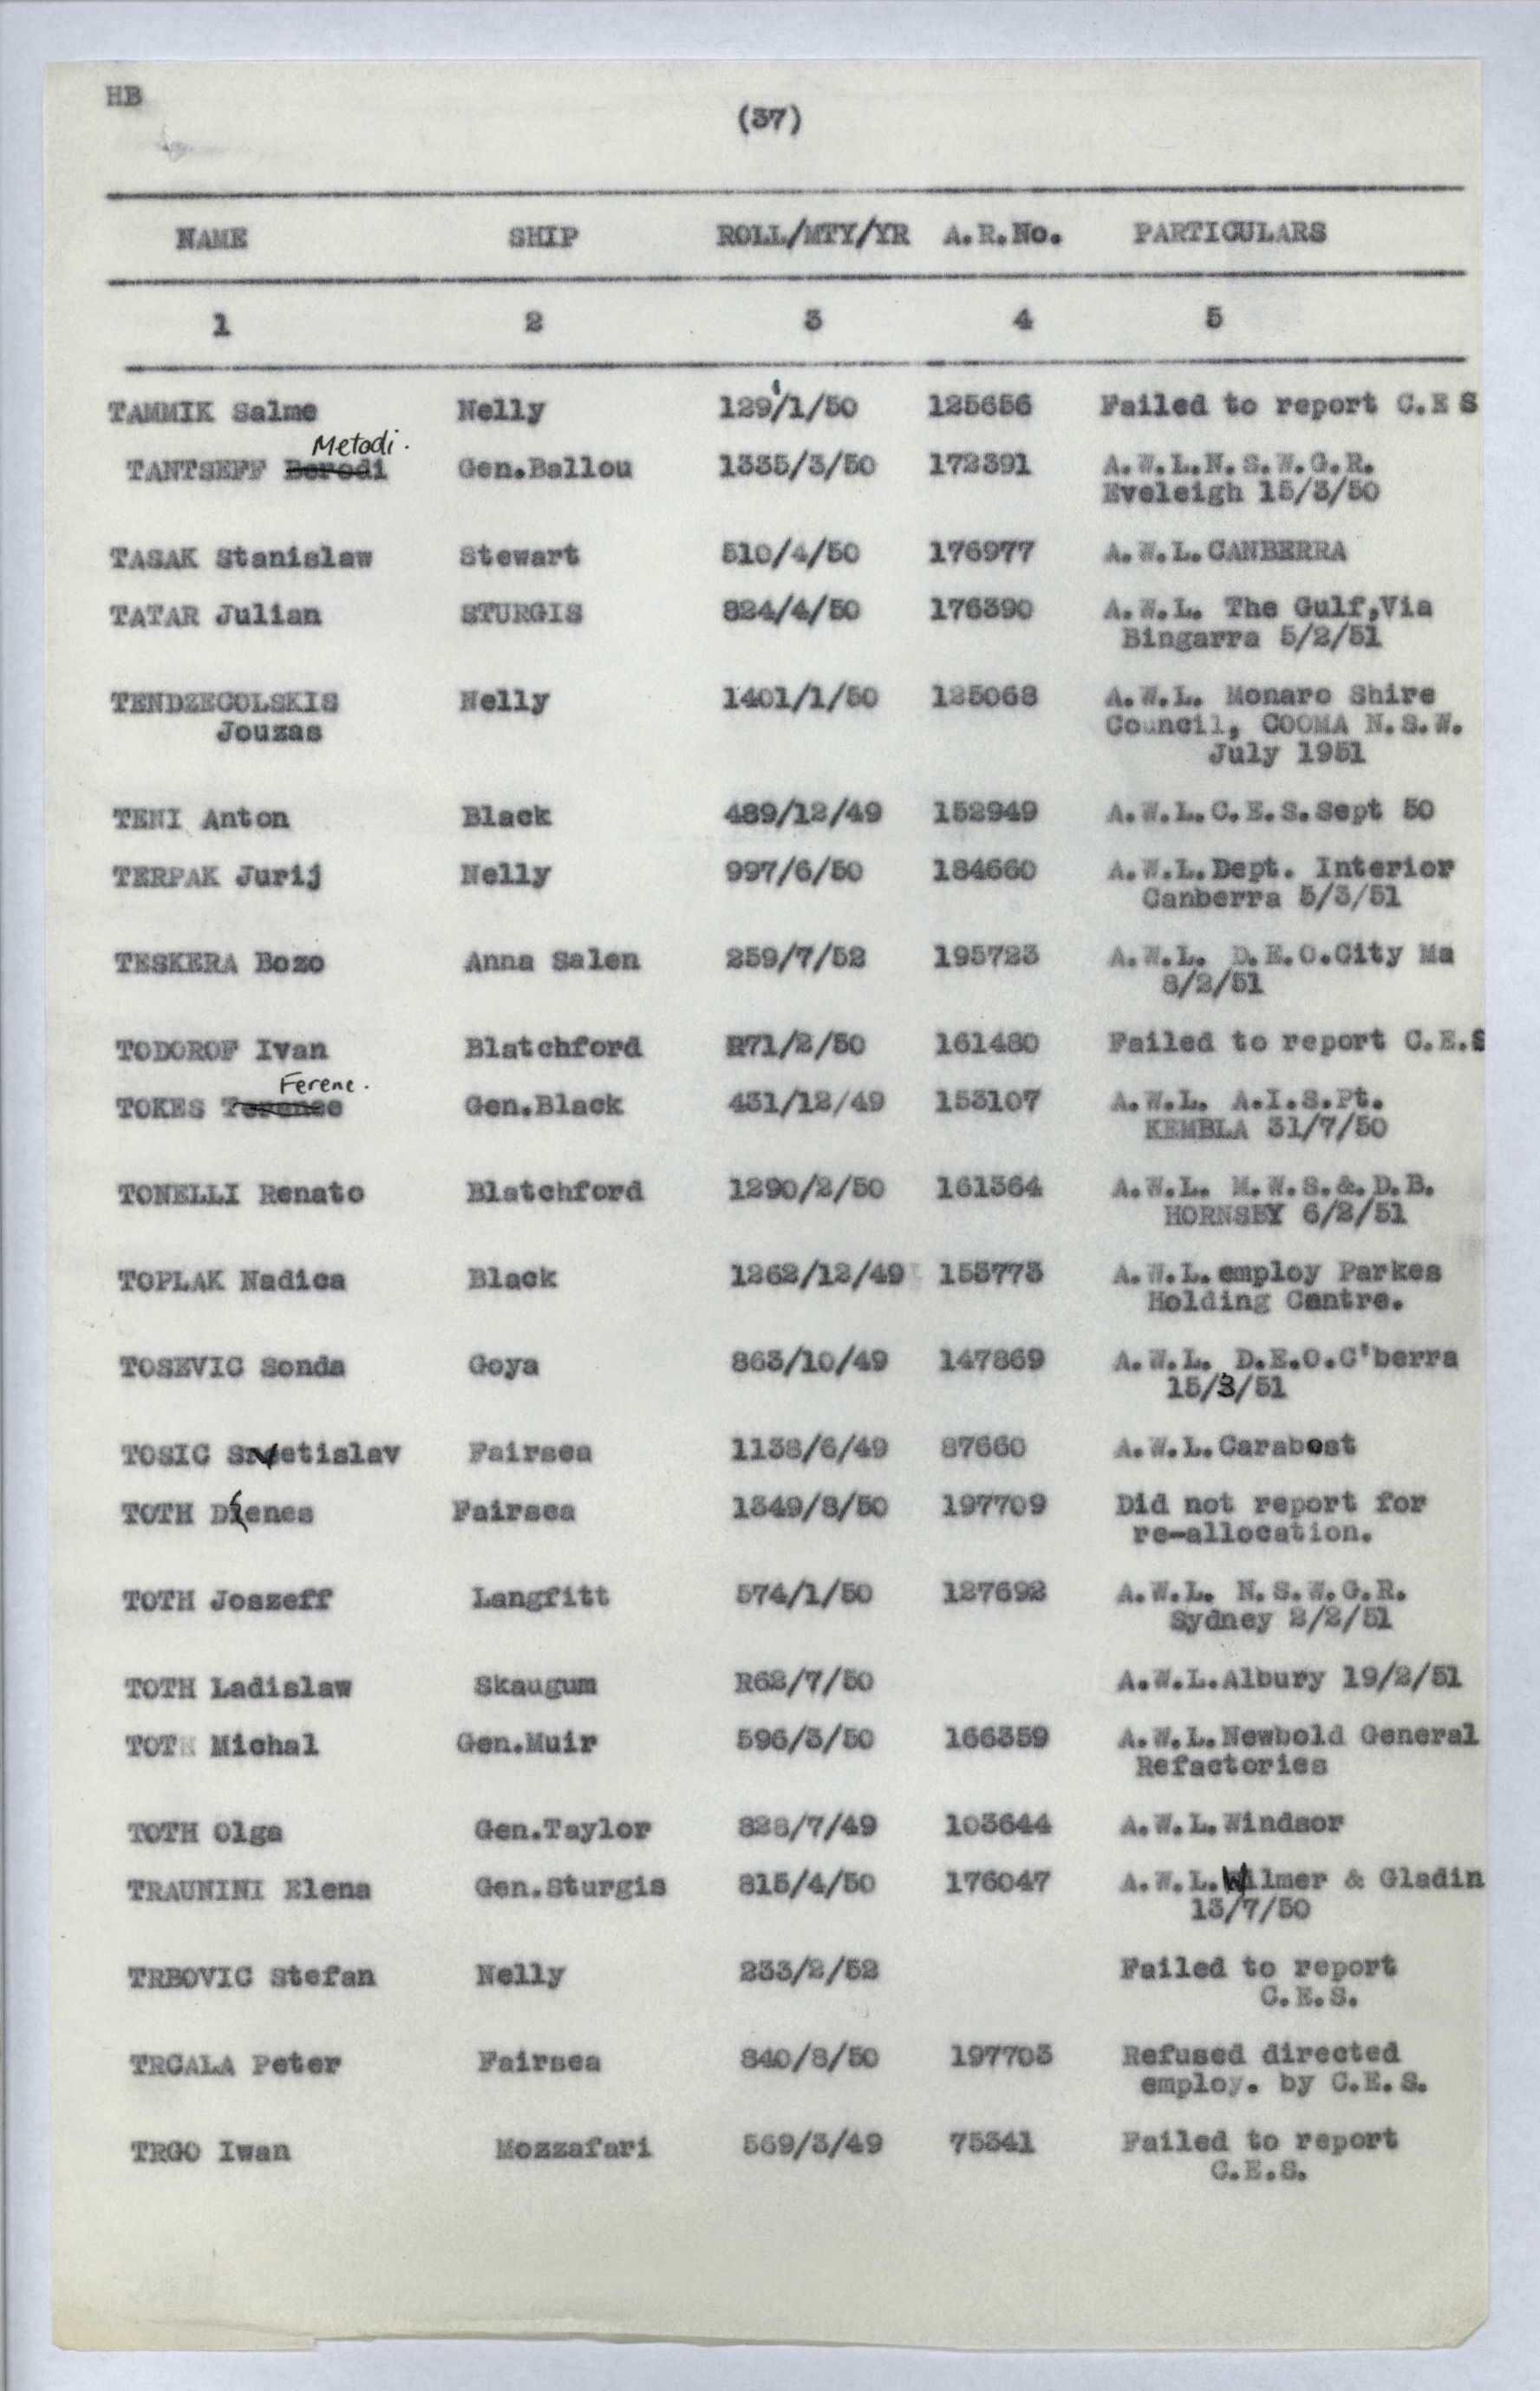 HB
(37)
NAME SHIP ROLL/MTY/YR A.R.No. PARTICULARS
1 2 3 4 5
TAMMIK Salme Nelly 129/1/50 125656 Failed to report C.E S
Metodi.
TANTSEFF Berodi Gen.Ballou 1335/3/50 172391 A.W.L.N.S.W.G.R.
Eveleigh 15/3/50
TASAK Stanislaw Stewart 510/4/50 176977 A.W.L.CANBERRA
TATAR Julian STURGIS 824/4/50 176390 A.W.L. The Gulf,Via
Bingarra 5/2/51
TENDZEGOLSKIS Nelly 1401/1/50 125068 A.W.L. Monaro Shire
Jouzas Council, COOMA N.S.W.
July 1951
TENI Anton Black 489/12/49 152949 A.W.L.C.E.S.Sept 50
TERPAK Jurij Nelly 997/6/50 184660 A.W.L.Dept. Interior
Canberra 5/3/51
TESKERA Bozo Anna Salen 259/7/52 195723 A.W.L. D.E.O.City Ma
8/2/51
TODOROF Ivan Blatchford R71/2/50 161480 Failed to report C.E.S
Ferenc.
TOKES Terence Gen.Black 431/12/49 153107 A.W.L. A.I.S.Pt.
KEMBLA 31/7/50
TONELLI Renato Blatchford 1290/2/50 161364 A.W.L. M.W.S.&.D.B.
HORNSBY 6/2/51
TOPLAK Nadica Black 1262/12/49 153773 A.W.L.employ Parkes
Holding Centre.
TOSEVIC Sonda Goya 863/10/49 147869 A.W.L. D.E.O.C'berra
15/3/51
TOSIC Sretislav Fairsea 1138/6/49 87660 A.W.L.Carabost
TOTH Dienes Fairsea 1349/8/50 197709 Did not report for
re-allocation.
TOTH Joszeff Langfitt 574/1/50 127692 A.W.L. N.S.W.G.R.
Sydney 2/2/51
TOTH Ladislaw Skaugum R62/7/50 A.W.L.Albury 19/2/51
TOTH Michal Gen.Muir 596/3/50 166359 A.W.L.Newbold General
Refactories
TOTH Olga Gen.Taylor 828/7/49 103644 A.W.L.Windsor
TRAUNINI Elena Gen.Sturgis 815/4/50 176047 A.W.L.Wilmer & Gladin
13/7/50
TRBOVIC Stefan Nelly 233/2/52 Failed to report
C.E.S.
TRCALA Peter Fairsea 840/8/50 197703 Refused directed
employ. by C.E.S.
TRGO Iwan Mozzafari 569/3/49 75341 Failed to report
C.E.S.